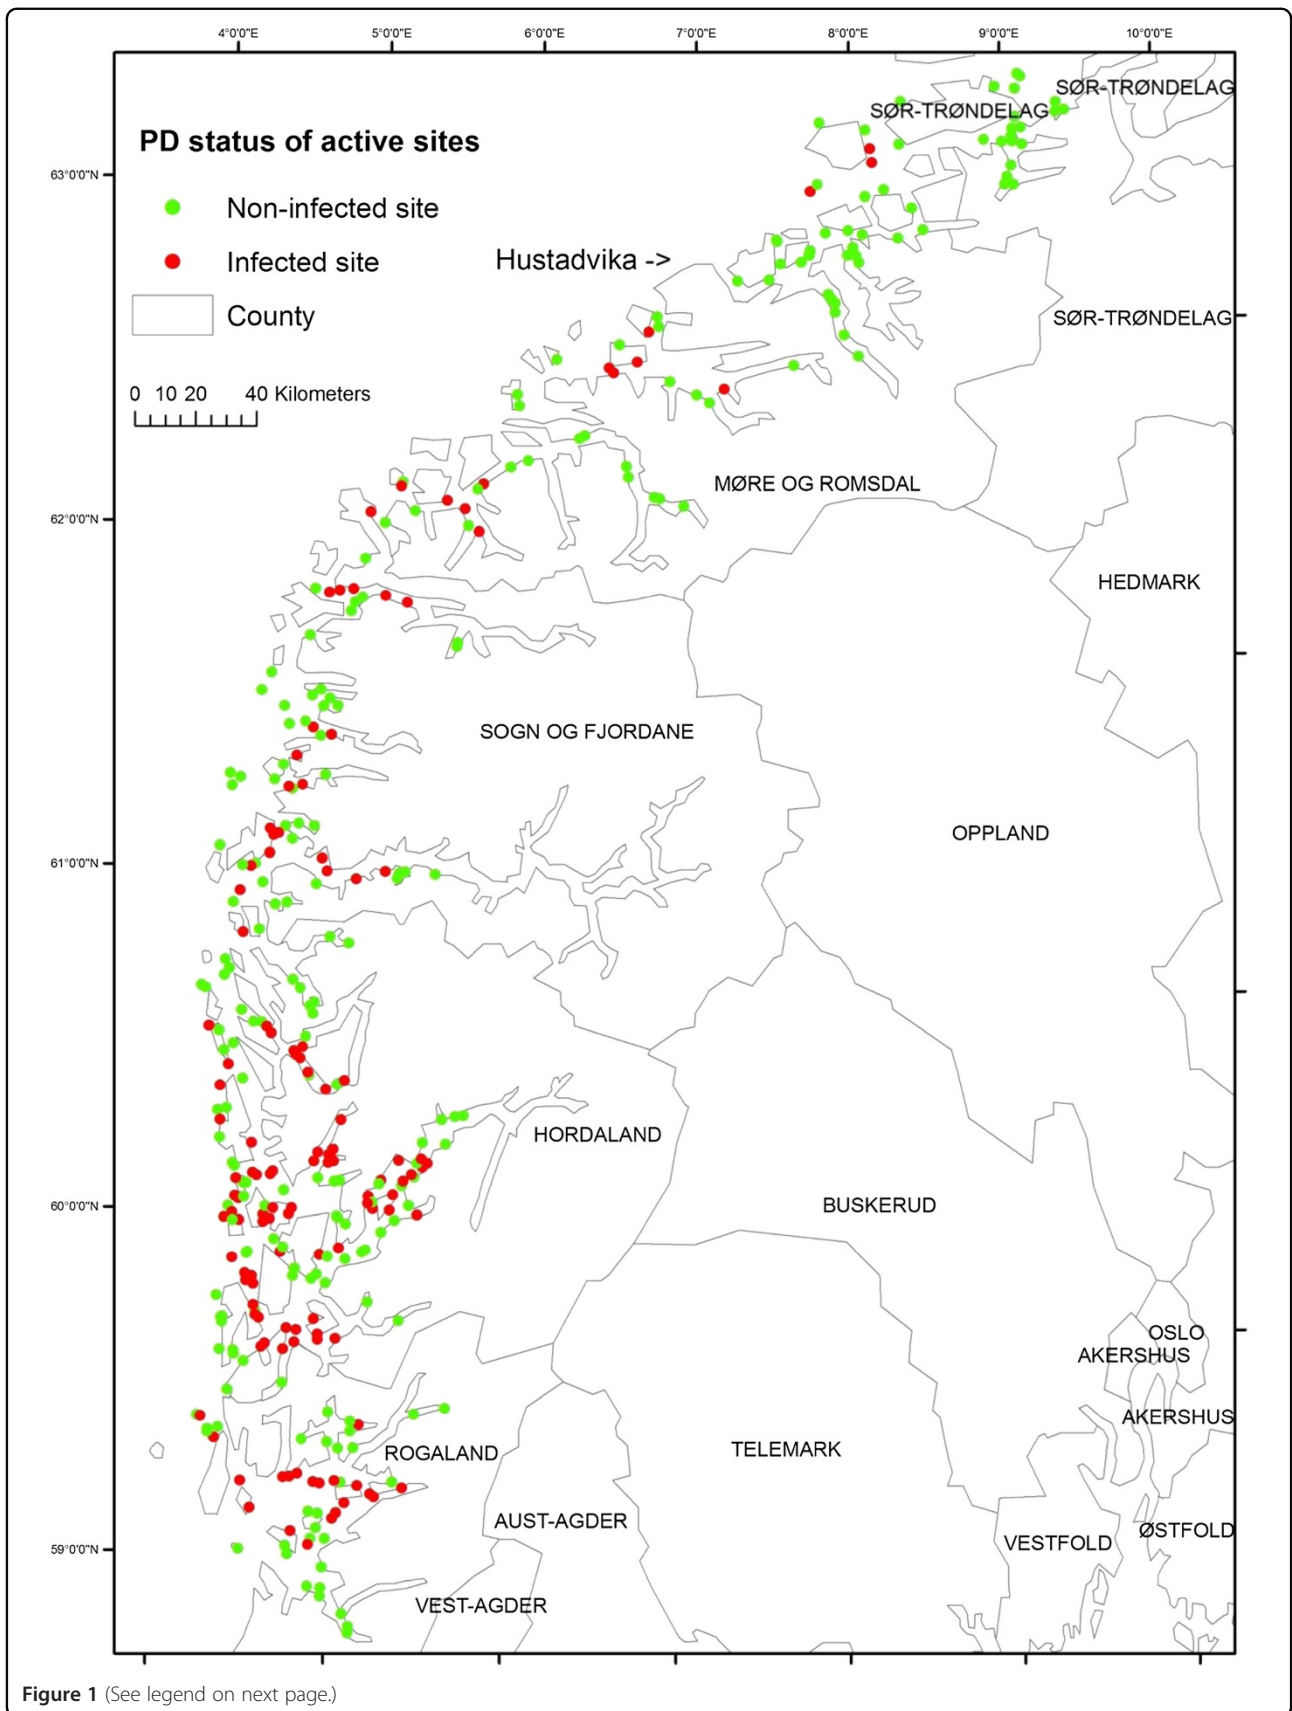 4°0'0"E 5°0'0"E 6°0'0"E 7°0'0"E 8°0'0"E 9°0'0"E 10°0'0"E
SØR-TRØNDELAG
SØR-TRØNDELAG
PD status of active sites
63°0'0"N
Non-infected site
Infected site
Hustadvika ->
County
SØR-TRØNDELAG
0 10 20 40 Kilometers
MØRE OG ROMSDAL
62°0'0"N
HEDMARK
SOGN OG FJORDANE
OPPLAND
61°0'0"N
HORDALAND
60°0'0"N
BUSKERUD
OSLO
AKERSHUS
AKERSHUS
ROGALAND
TELEMARK
AUST-AGDER
ØSTFOLD
VESTFOLD
59°0'0"N
VEST-AGDER
Figure 1 (See legend on next page.)